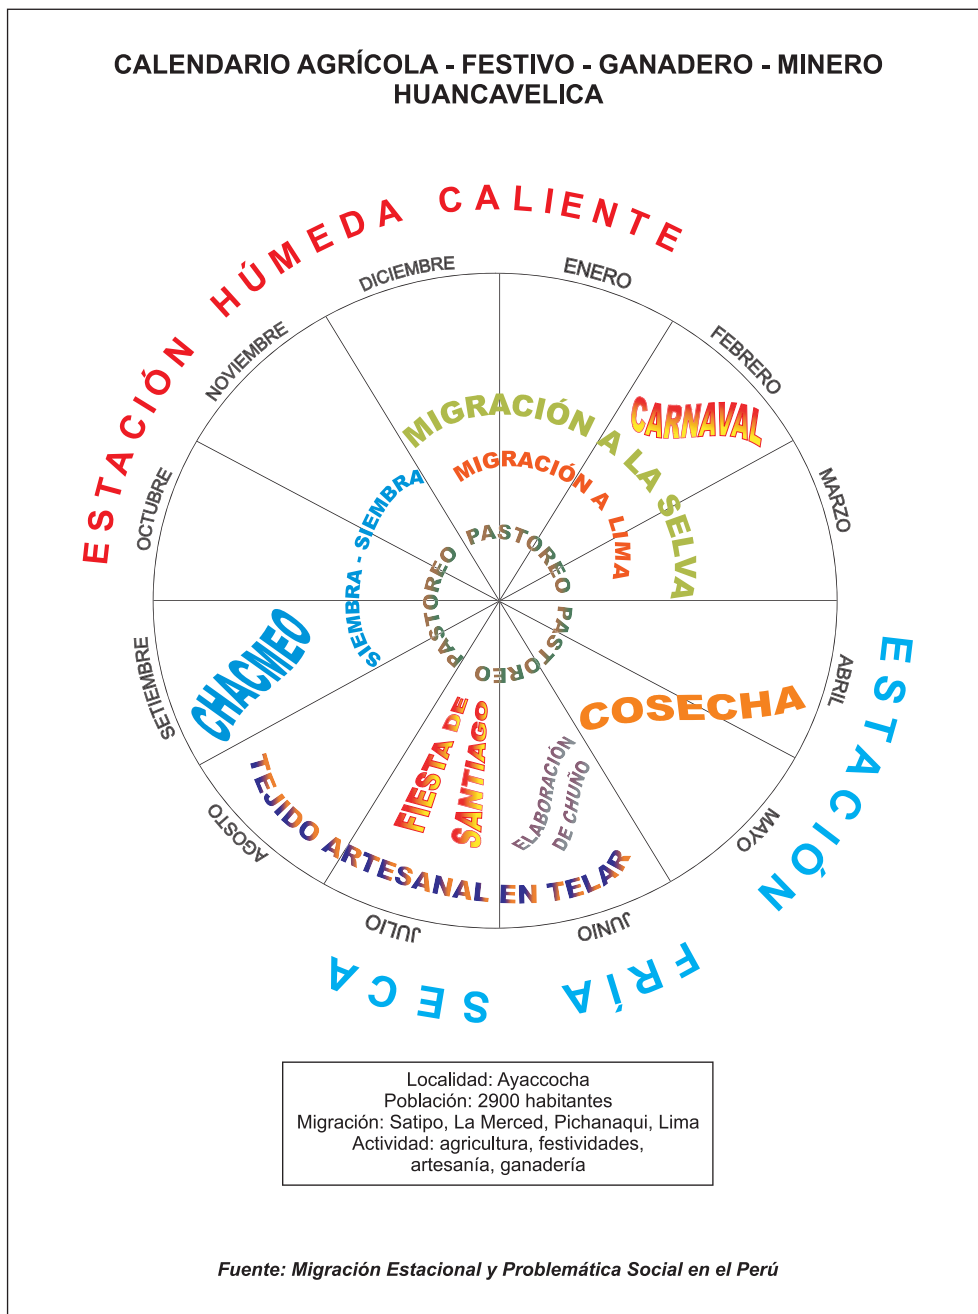 CALENDARIO AGRÍCOLA - FESTIVO - GANADERO - MINERO
HUANCAVELICA
ESTACIÓN HÚMEDA CALIENTE
DICIEMBRE
ENERO
NOVIEMBRE
FEBRERO
OCTUBRE
MARZO
SETIEMBRE
ABRIL
AGOSTO
MAYO
JULIO
JUNIO
CARNAVAL
MIGRACIÓN A LA SELVA
MIGRACIÓN A LIMA
SIEMBRA - SIEMBRA
PASTOREO PASTOREO PASTOREO PASTOREO
CHACMEO
COSECHA
FIESTA DE
SANTIAGO
ELABORACIÓN
DE CHUÑO
TEJIDO ARTESANAL EN TELAR
ESTACIÓN FRÍA SECA
Localidad: Ayaccocha
Población: 2900 habitantes
Migración: Satipo, La Merced, Pichanaqui, Lima
Actividad: agricultura, festividades,
artesanía, ganadería
Fuente: Migración Estacional y Problemática Social en el Perú